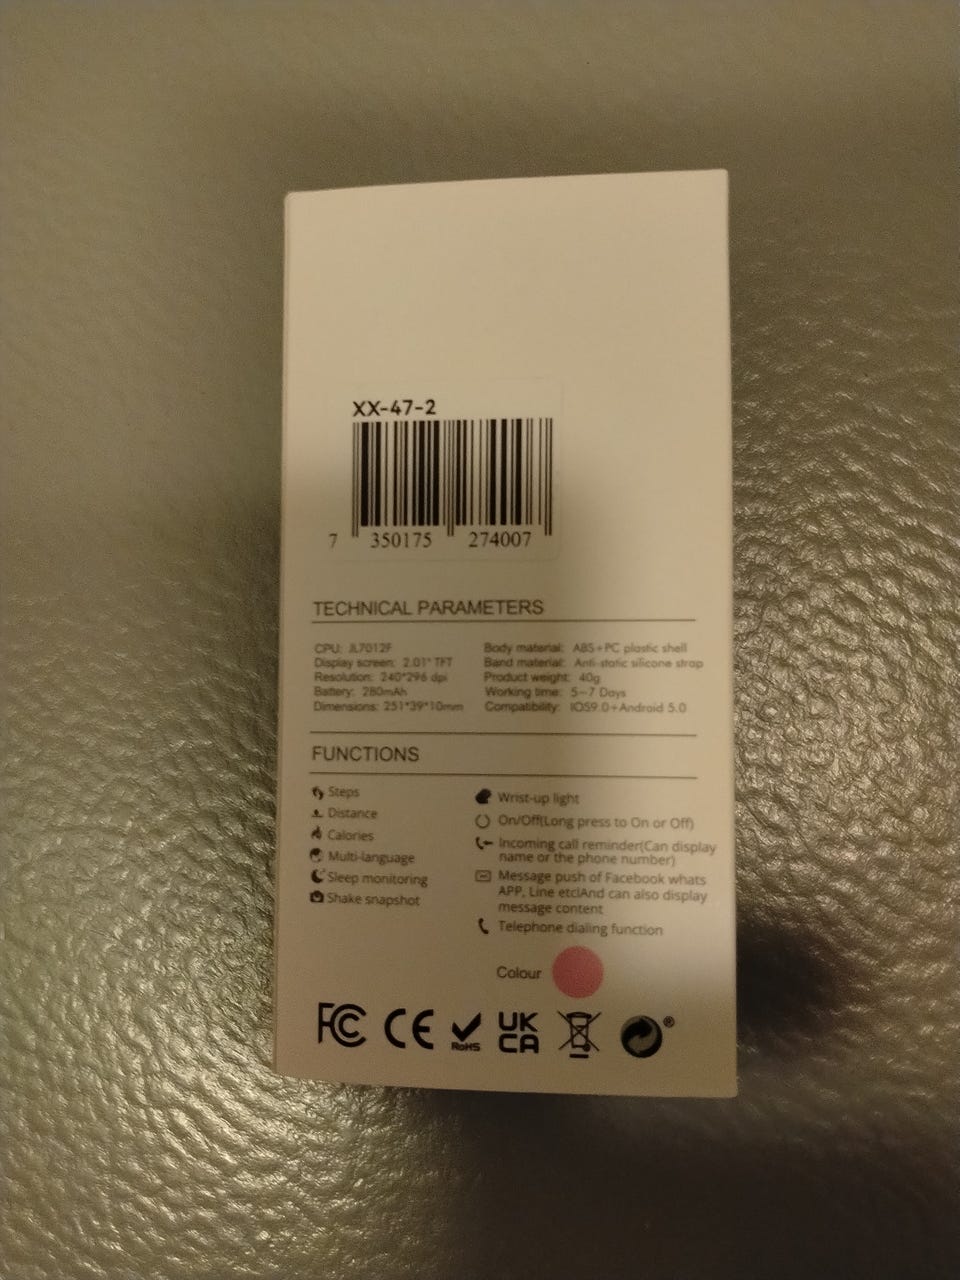 XX-47-2
7 350175 274007
TECHNICAL PARAMETERS
CPU: JL7012F
Display screen: 2.01" TFT
Resolution: 240*296 dpi
Battery: 280mAh
Dimensions: 251*39*10mm
Body material: ABS+PC plastic shell
Band material: Anti-static silicone strap
Product weight: 40g
Working time: 5-7 Days
Compatibility: IOS9.0+Android 5.0
FUNCTIONS
Steps
Distance
Calories
Multi-language
Sleep monitoring
Shake snapshot
Wrist-up light
On/Off(Long press to On or Off)
Incoming call reminder(Can display
name or the phone number)
Message push of Facebook whats
APP, Line etc)And can also display
message content
Telephone dialing function
Colour
FC CE RoHS UK CA ®